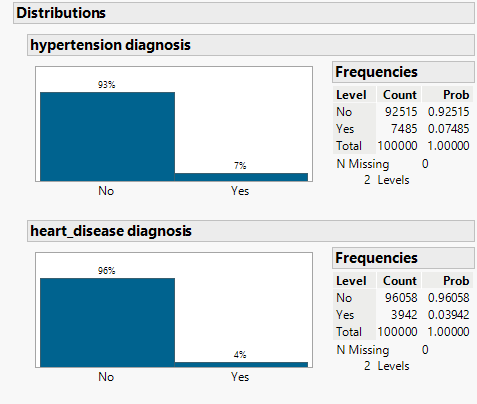 Distributions
hypertension diagnosis
93%
7%
No Yes
Frequencies
Level Count Prob
No 92515 0.92515
Yes 7485 0.07485
Total 100000 1.00000
N Missing 0
2 Levels
heart_disease diagnosis
96%
4%
No Yes
Frequencies
Level Count Prob
No 96058 0.96058
Yes 3942 0.03942
Total 100000 1.00000
N Missing 0
2 Levels